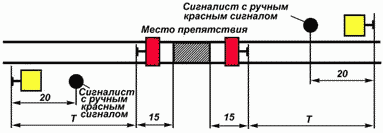 Сигналист с ручным
красным сигналом
Место препятствия
20
20
Сигналист
с ручным
красным
сигналом
Т
15
15
Т